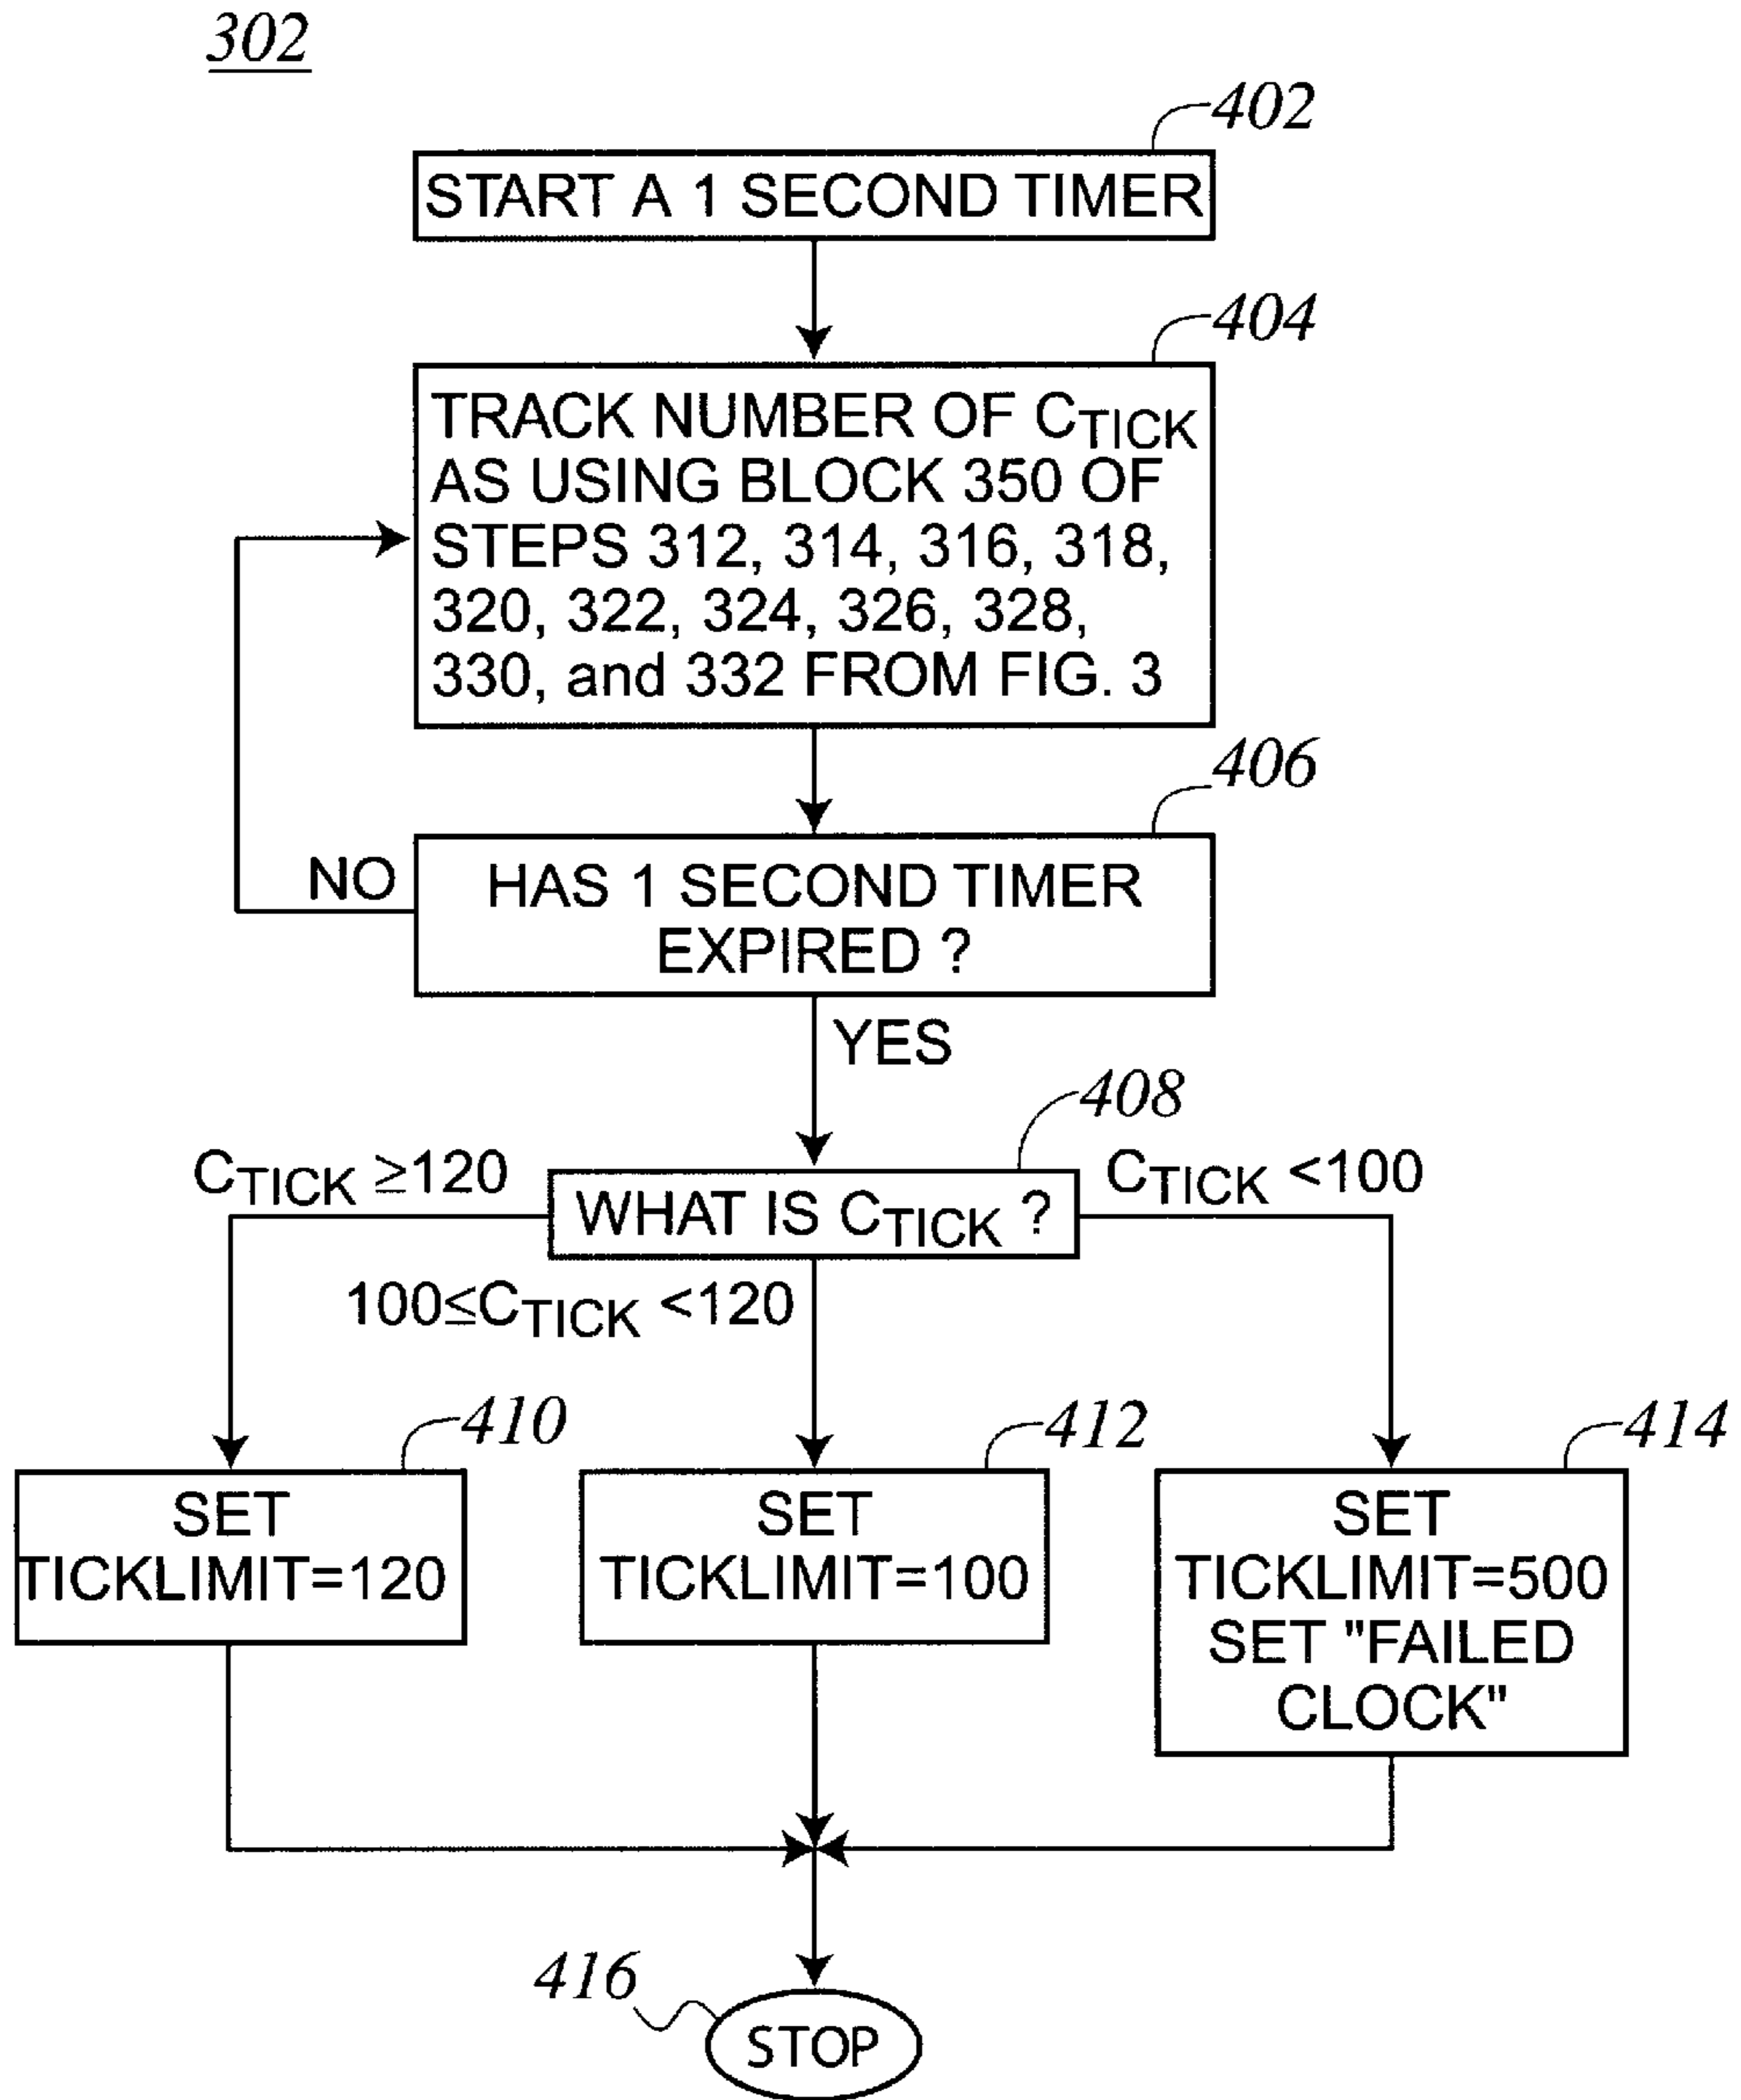 302
402
START A 1 SECOND TIMER
404
TRACK NUMBER OF CTICK
AS USING BLOCK 350 OF
STEPS 312, 314, 316, 318,
320, 322, 324, 326, 328,
330, and 332 FROM FIG. 3
406
NO
HAS 1 SECOND TIMER
EXPIRED ?
YES
408
CTICK ≥120
WHAT IS CTICK ?
CTICK <100
100≤CTICK <120
410
SET
TICKLIMIT=120
412
SET
TICKLIMIT=100
414
SET
TICKLIMIT=500
SET "FAILED
CLOCK"
416
STOP